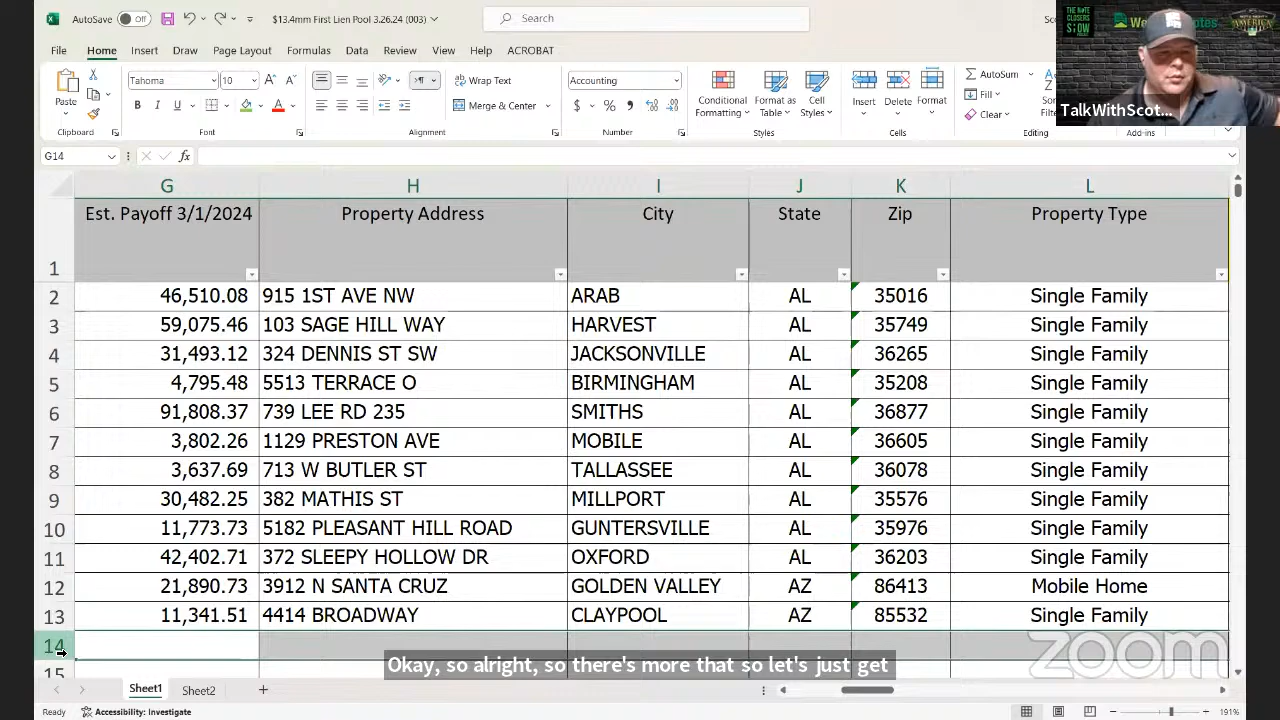 AutoSave Off $13.4mm First Lien Pool 3.26.24 (003) Search
File Home Insert Draw Page Layout Formulas Data Review View Help ACROBAT
THE NOTE CLOSERS SHOW
AMERICA
TalkWithScot...
Paste Tahoma Wrap Text Accounting AutoSum
Merge & Center Conditional Formatting Format as Table Cell Styles Insert Delete Format Fill
Clear
Clipboard Font Alignment Number Styles Cells Editing Add-ins
G14 fx
G H I J K L
1 Est. Payoff 3/1/2024 Property Address City State Zip Property Type
2 46,510.08 915 1ST AVE NW ARAB AL 35016 Single Family
3 59,075.46 103 SAGE HILL WAY HARVEST AL 35749 Single Family
4 31,493.12 324 DENNIS ST SW JACKSONVILLE AL 36265 Single Family
5 4,795.48 5513 TERRACE O BIRMINGHAM AL 35208 Single Family
6 91,808.37 739 LEE RD 235 SMITHS AL 36877 Single Family
7 3,802.26 1129 PRESTON AVE MOBILE AL 36605 Single Family
8 3,637.69 713 W BUTLER ST TALLASSEE AL 36078 Single Family
9 30,482.25 382 MATHIS ST MILLPORT AL 35576 Single Family
10 11,773.73 5182 PLEASANT HILL ROAD GUNTERSVILLE AL 35976 Single Family
11 42,402.71 372 SLEEPY HOLLOW DR OXFORD AL 36203 Single Family
12 21,890.73 3912 N SANTA CRUZ GOLDEN VALLEY AZ 86413 Mobile Home
13 11,341.51 4414 BROADWAY CLAYPOOL AZ 85532 Single Family
14
zoom
Okay, so alright, so there's more that so let's just get
15
Sheet1 Sheet2
Ready Accessibility: Investigate 191%